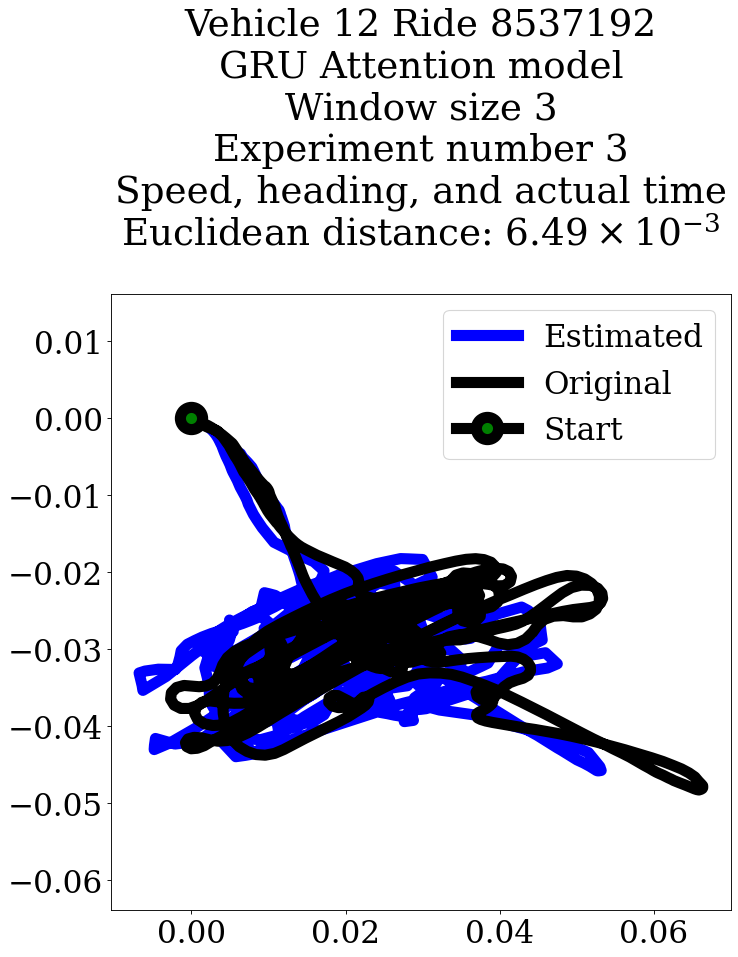 Vehicle 12 Ride 8537192
GRU Attention model
Window size 3
Experiment number 3
Speed, heading, and actual time
Euclidean distance: 6.49 × 10⁻³
Estimated
Original
Start
0.01
0.00
−0.01
−0.02
−0.03
−0.04
−0.05
−0.06
0.00 0.02 0.04 0.06